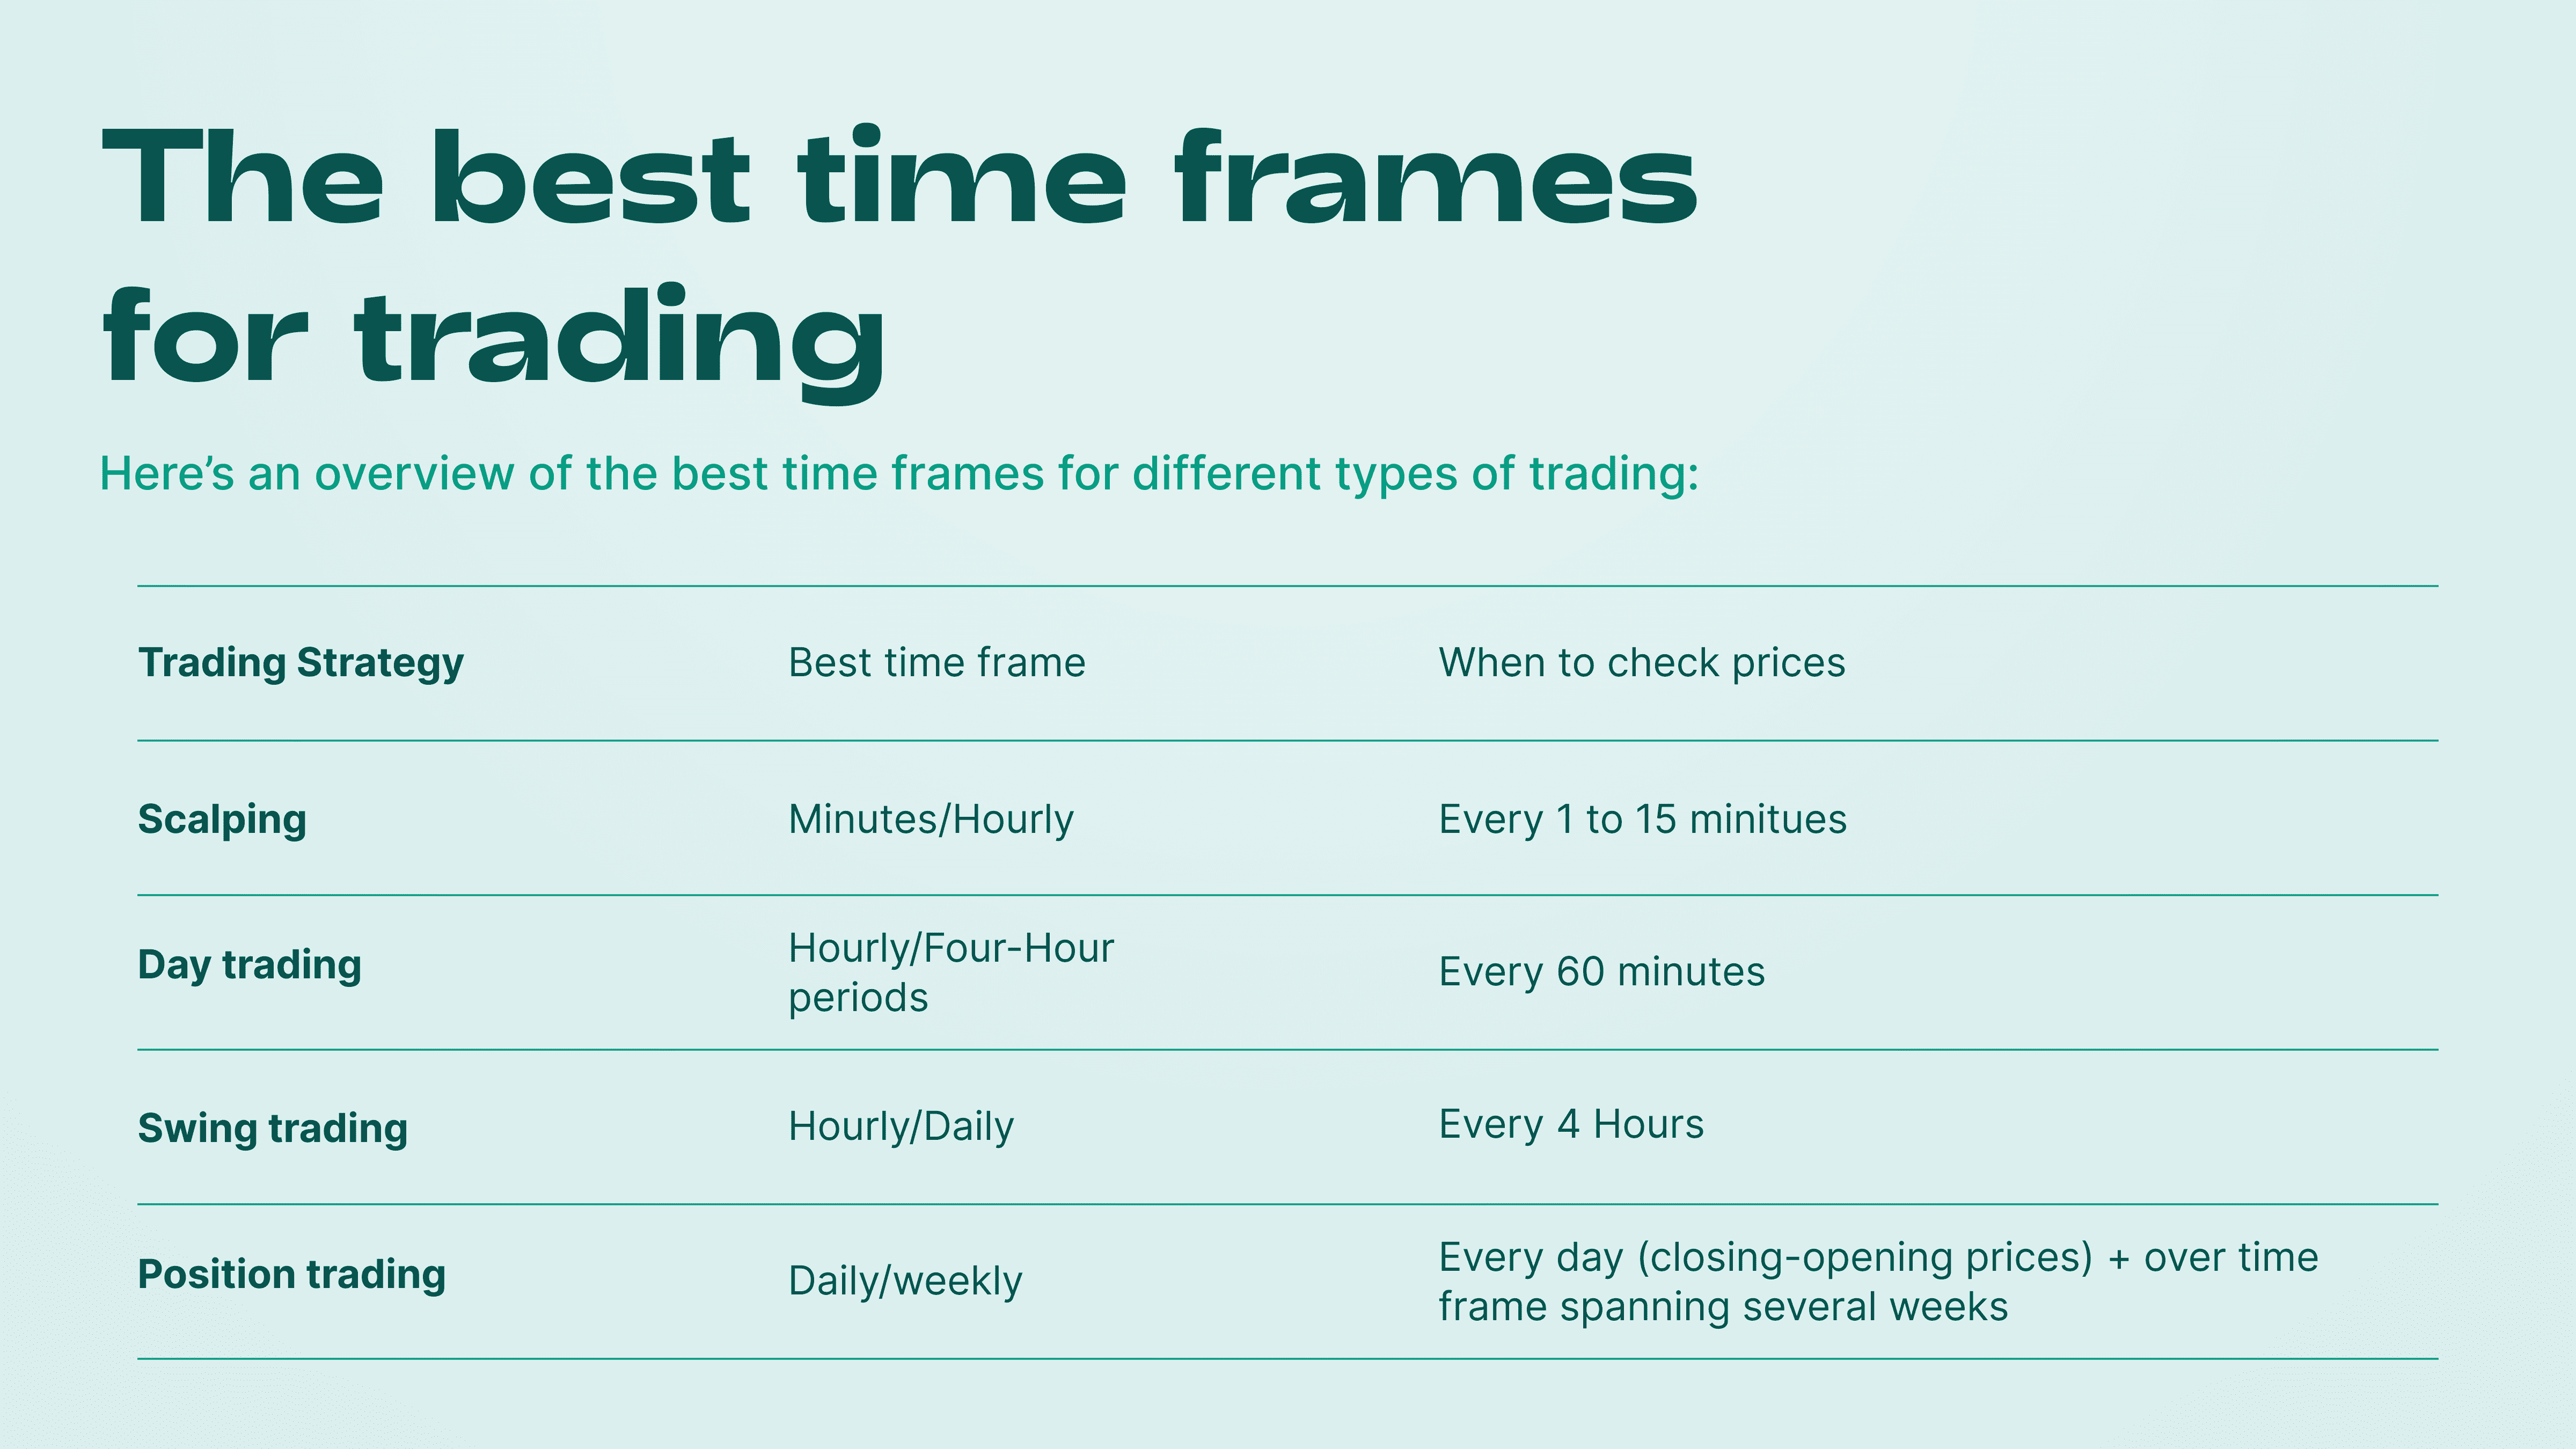 The best time frames
for trading
Here’s an overview of the best time frames for different types of trading:
Trading Strategy
Best time frame
When to check prices
Scalping
Minutes/Hourly
Every 1 to 15 minitues
Day trading
Hourly/Four-Hour
periods
Every 60 minutes
Swing trading
Hourly/Daily
Every 4 Hours
Position trading
Daily/weekly
Every day (closing-opening prices) + over time
frame spanning several weeks